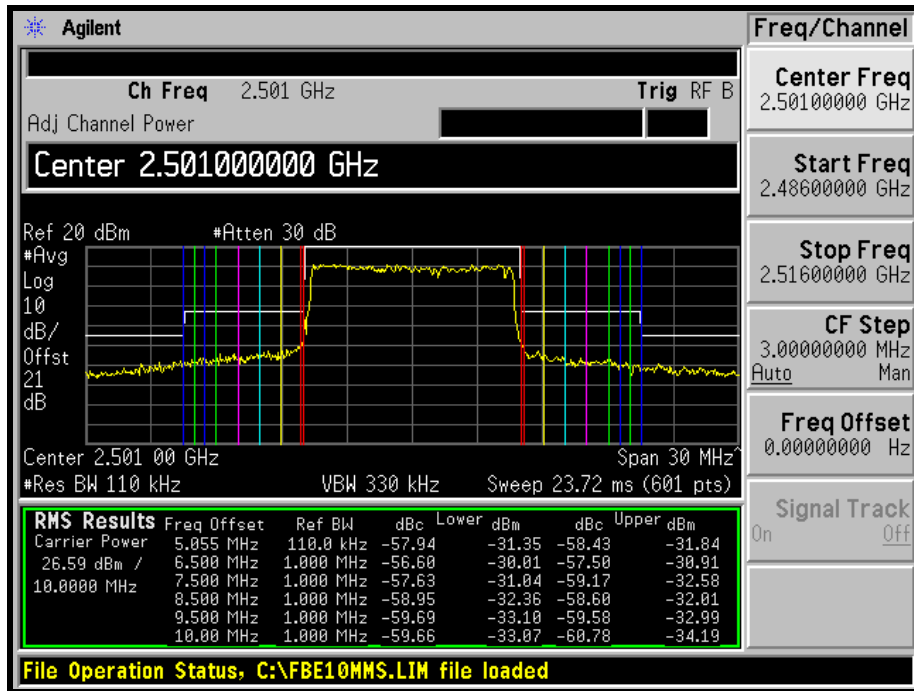 Agilent
Freq/Channel
Ch Freq 2.501 GHz Trig RF B
Adj Channel Power
Center 2.501000000 GHz
Center Freq
2.50100000 GHz
Start Freq
2.48600000 GHz
Stop Freq
2.51600000 GHz
CF Step
3.00000000 MHz
Auto Man
Freq Offset
0.00000000 Hz
Signal Track
On Off
Ref 20 dBm #Atten 30 dB
#Avg
Log
10
dB/
Offst
21
dB
Center 2.501 00 GHz Span 30 MHz^
#Res BW 110 kHz VBW 330 kHz Sweep 23.72 ms (601 pts)
RMS Results Freq Offset Ref BW dBc Lower dBm dBc Upper dBm
Carrier Power 5.055 MHz 110.0 kHz -57.94 -31.35 -58.43 -31.84
26.59 dBm / 6.500 MHz 1.000 MHz -56.60 -30.01 -57.50 -30.91
10.0000 MHz 7.500 MHz 1.000 MHz -57.63 -31.04 -59.17 -32.58
8.500 MHz 1.000 MHz -58.95 -32.36 -58.60 -32.01
9.500 MHz 1.000 MHz -59.69 -33.10 -59.58 -32.99
10.00 MHz 1.000 MHz -59.66 -33.07 -60.78 -34.19
File Operation Status, C:\FBE10MMS.LIM file loaded